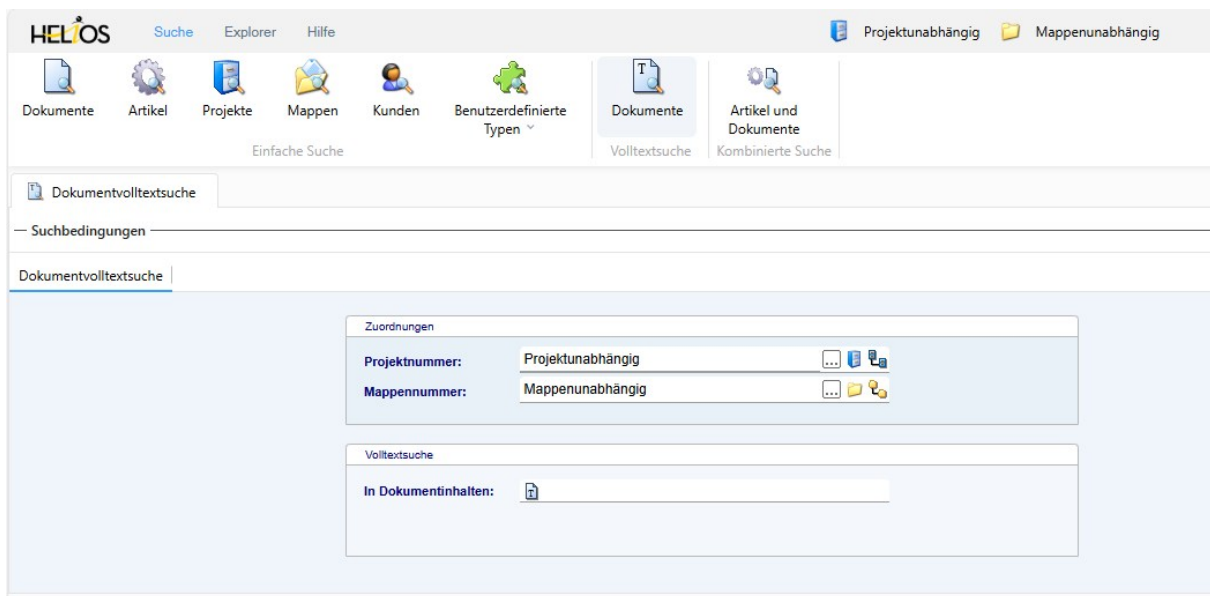 HELiOS Suche Explorer Hilfe Projektunabhängig Mappenunabhängig
Dokumente Artikel Projekte Mappen Kunden Benutzerdefinierte Typen Dokumente Artikel und Dokumente
Einfache Suche Volltextsuche Kombinierte Suche
Dokumentvolltextsuche
Suchbedingungen
Dokumentvolltextsuche
Zuordnungen
Projektnummer: Projektunabhängig ...
Mappennummer: Mappenunabhängig ...
Volltextsuche
In Dokumentinhalten: